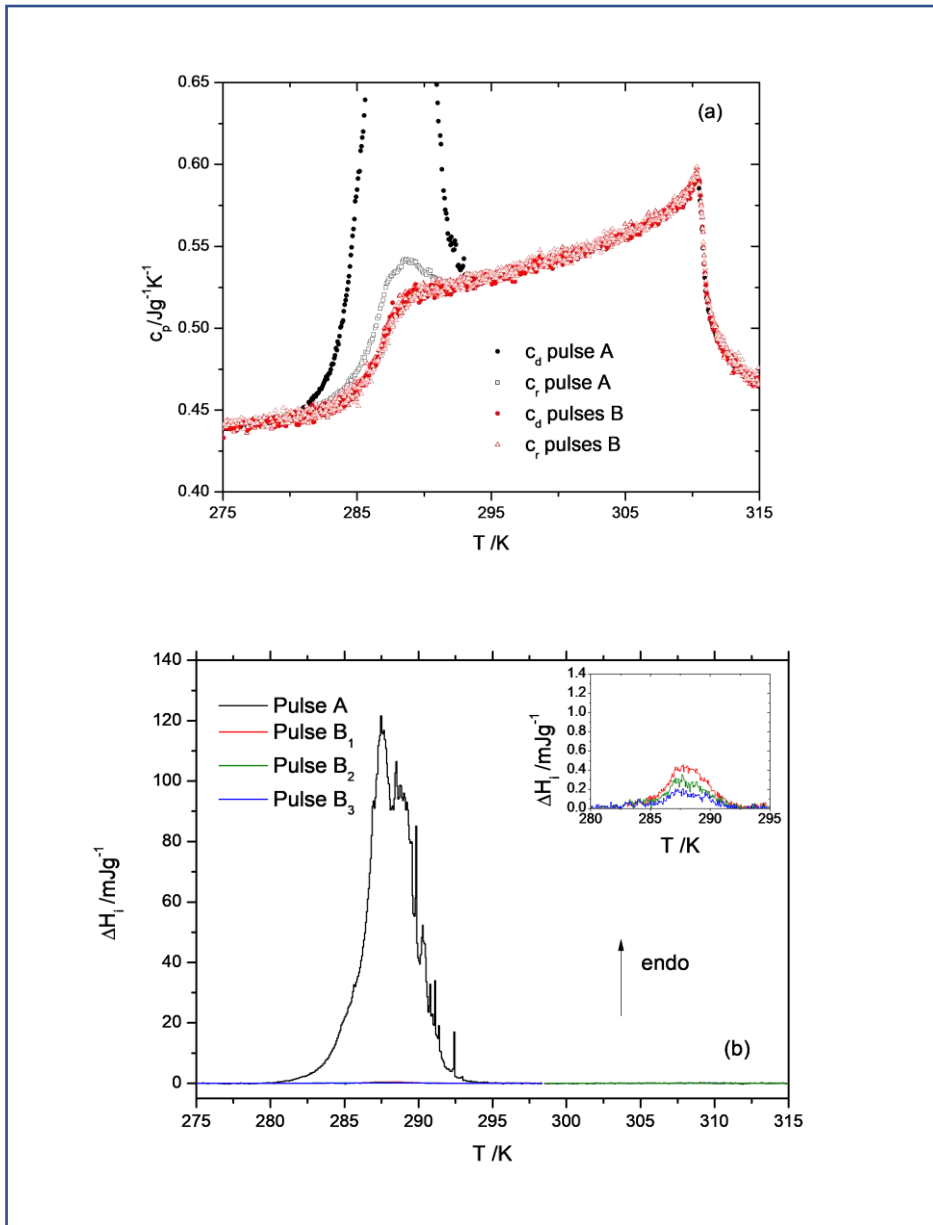 0.65
(a)
0.60
0.55
0.50
0.45
0.40
c_p/Jg⁻¹K⁻¹
c_d pulse A
c_r pulse A
c_d pulses B
c_r pulses B
275 285 295 305 315
T /K
140
120
100
80
60
40
20
0
ΔH_i /mJg⁻¹
Pulse A
Pulse B₁
Pulse B₂
Pulse B₃
1.4
1.2
1.0
0.8
0.6
0.4
0.2
0.0
ΔH_i /mJg⁻¹
280 285 290 295
T /K
endo
(b)
275 280 285 290 295 300 305 310 315
T /K